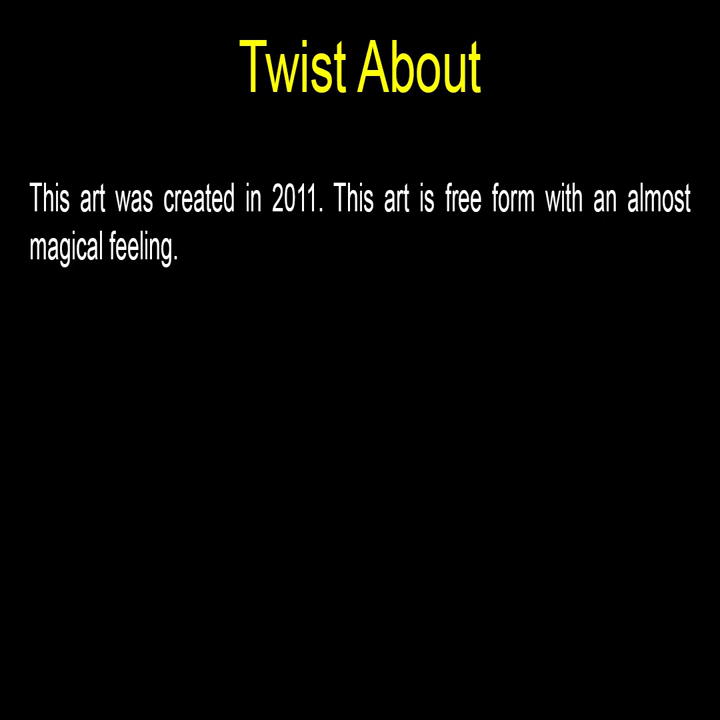 Twist About
This art was created in 2011. This art is free form with an almost
magical feeling.